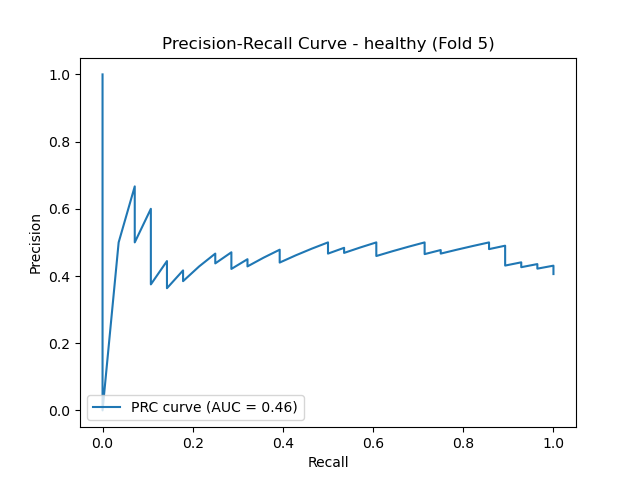 Precision-Recall Curve - healthy (Fold 5)
1.0
0.8
0.6
0.4
0.2
0.0
Precision
PRC curve (AUC = 0.46)
0.0 0.2 0.4 0.6 0.8 1.0
Recall